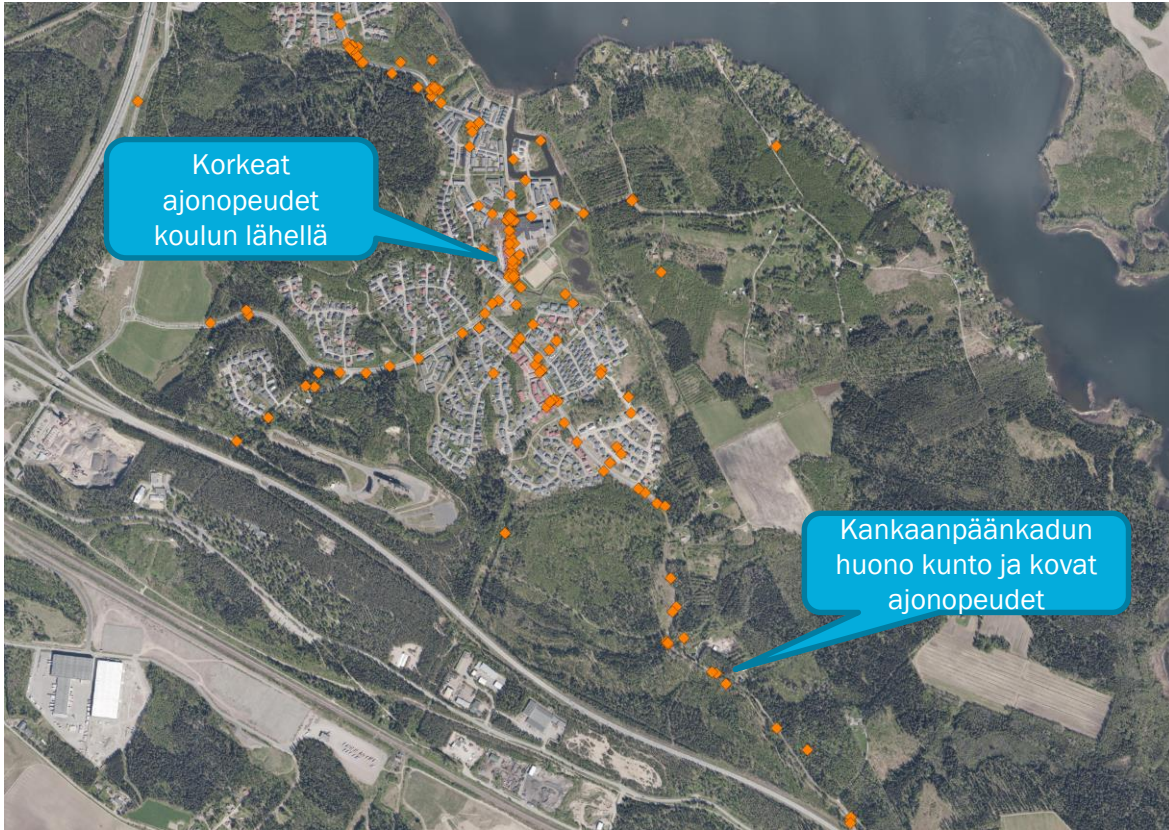 Korkeat
ajonopeudet
koulun lähellä
Kankaanpäänkadun
huono kunto ja kovat
ajonopeudet